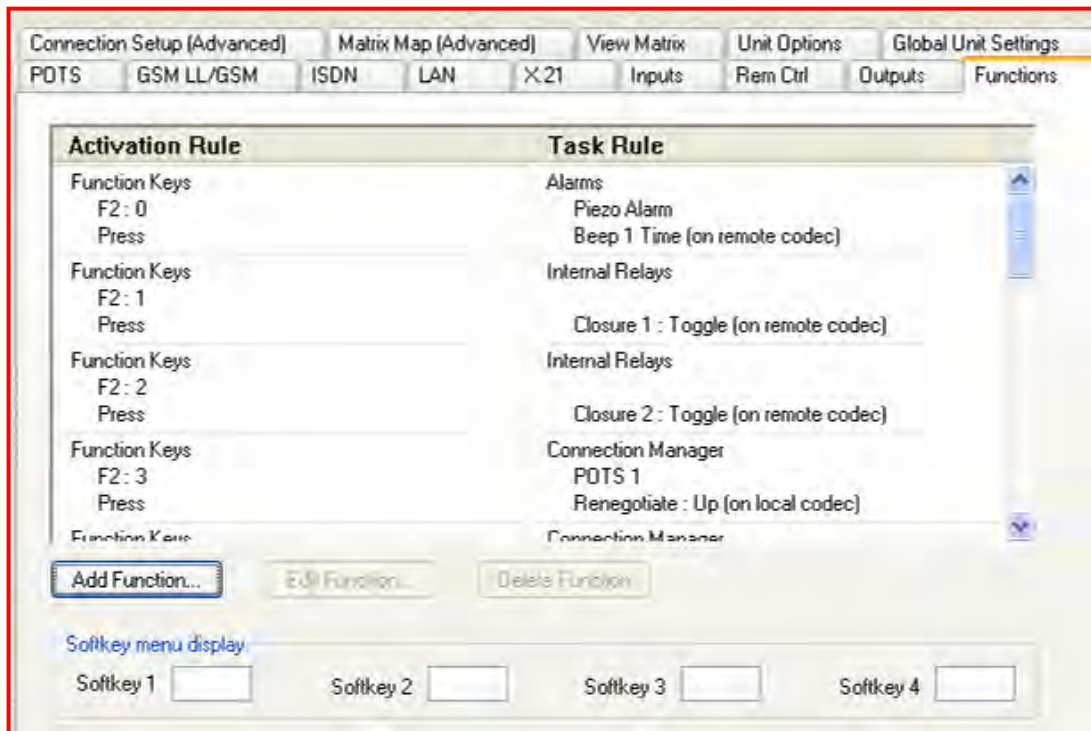 Connection Setup (Advanced) Matrix Map (Advanced) View Matrix Unit Options Global Unit Settings
POTS GSM LL/GSM ISDN LAN X.21 Inputs Rem Ctrl Outputs Functions
Activation Rule Task Rule
Function Keys Alarms
F2 : 0 Piezo Alarm
Press Beep 1 Time (on remote codec)
Function Keys Internal Relays
F2 : 1
Press Closure 1 : Toggle (on remote codec)
Function Keys Internal Relays
F2 : 2
Press Closure 2 : Toggle (on remote codec)
Function Keys Connection Manager
F2 : 3 POTS 1
Press Renegotiate : Up (on local codec)
Function Keys Connection Manager
Add Function... Edit Function... Delete Function
Softkey menu display
Softkey 1 Softkey 2 Softkey 3 Softkey 4